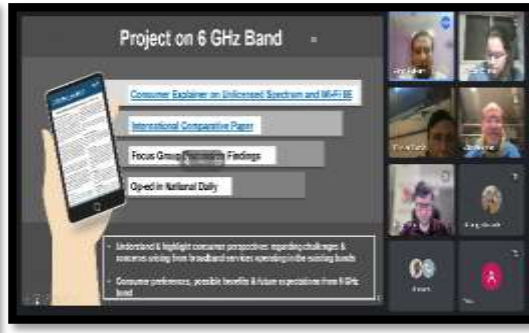 Project on 6 GHz Band
Consumer Explainer on Unlicensed Spectrum and Wi-Fi 6E
International Comparative Paper
Focus Group Findings
Op-ed in National Daily
Understand & highlight consumer perspectives regarding challenges &
concerns arising from broadband services operating in the existing bands
Consumer preferences, possible benefits & future expectations from 6 GHz
band